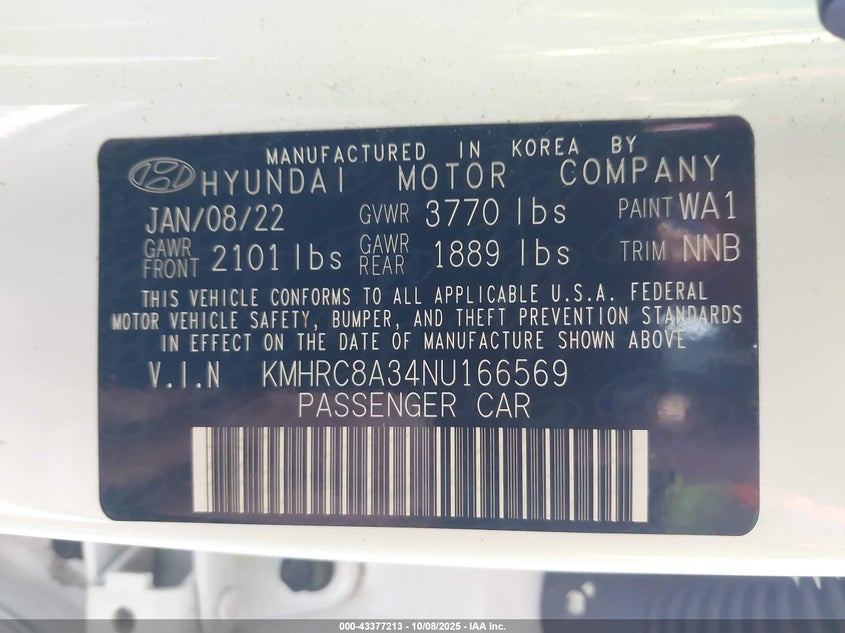 MANUFACTURED IN KOREA BY
HYUNDAI MOTOR COMPANY
JAN/08/22 GVWR 3770 lbs PAINT WA1
GAWR FRONT 2101 lbs GAWR REAR 1889 lbs TRIM NNB
THIS VEHICLE CONFORMS TO ALL APPLICABLE U.S.A. FEDERAL
MOTOR VEHICLE SAFETY, BUMPER, AND THEFT PREVENTION STANDARDS
IN EFFECT ON THE DATE OF MANUFACTURE SHOWN ABOVE
V.I.N KMHRC8A34NU166569
PASSENGER CAR
000-43377213 - 10/08/2025 - IAA Inc.